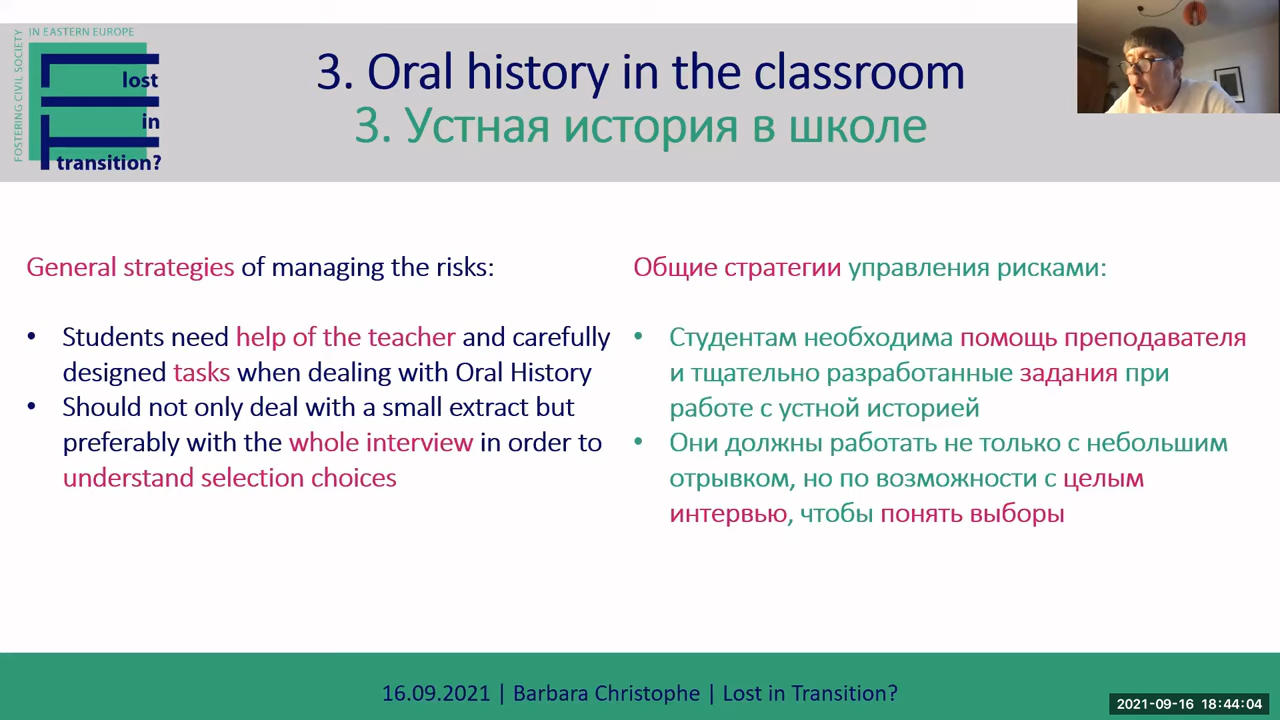 IN EASTERN EUROPE
FOSTERING CIVIL SOCIETY
lost
in
transition?
3. Oral history in the classroom
3. Устная история в школе
General strategies of managing the risks:
• Students need help of the teacher and carefully
designed tasks when dealing with Oral History
• Should not only deal with a small extract but
preferably with the whole interview in order to
understand selection choices
Общие стратегии управления рисками:
• Студентам необходима помощь преподавателя
и тщательно разработанные задания при
работе с устной историей
• Они должны работать не только с небольшим
отрывком, но по возможности с целым
интервью, чтобы понять выборы
16.09.2021 | Barbara Christophe | Lost in Transition?
2021-09-16 18:44:04